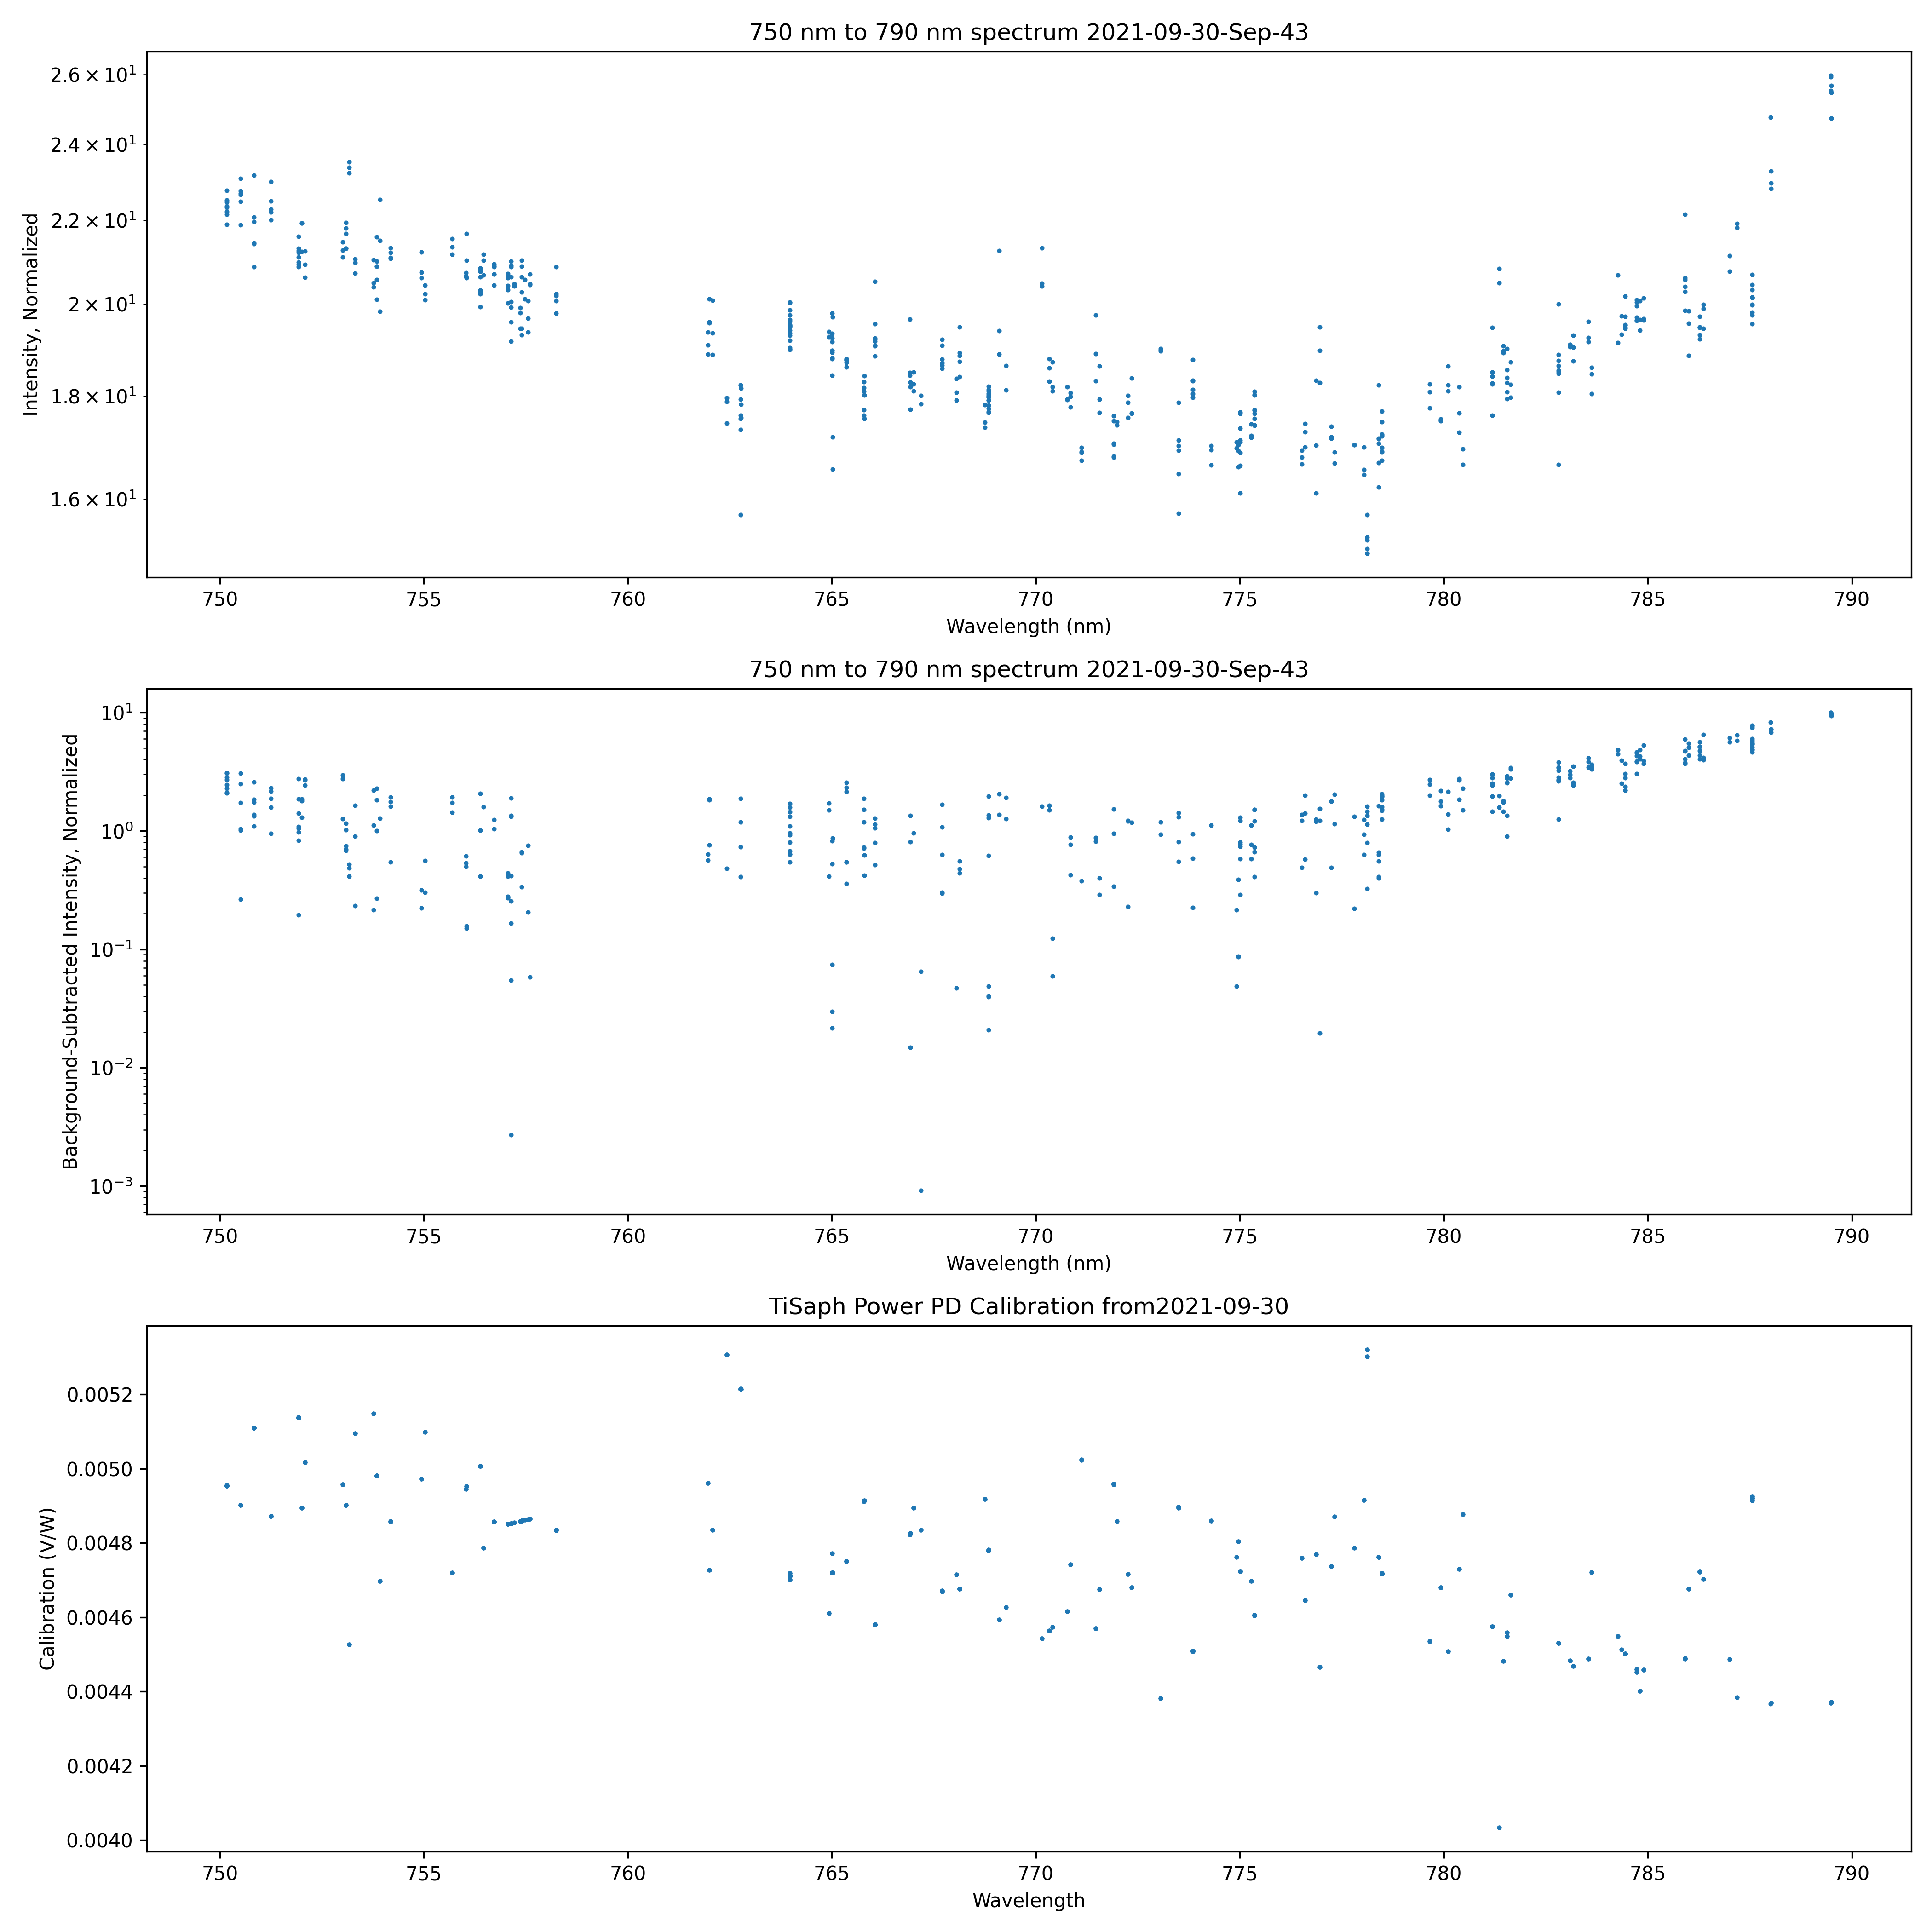 750 nm to 790 nm spectrum 2021-09-30-Sep-43
Intensity, Normalized
2.6 × 10¹
2.4 × 10¹
2.2 × 10¹
2 × 10¹
1.8 × 10¹
1.6 × 10¹
750 755 760 765 770 775 780 785 790
Wavelength (nm)
750 nm to 790 nm spectrum 2021-09-30-Sep-43
Background-Subtracted Intensity, Normalized
10¹
10⁰
10⁻¹
10⁻²
10⁻³
750 755 760 765 770 775 780 785 790
Wavelength (nm)
TiSaph Power PD Calibration from2021-09-30
Calibration (V/W)
0.0052
0.0050
0.0048
0.0046
0.0044
0.0042
0.0040
750 755 760 765 770 775 780 785 790
Wavelength